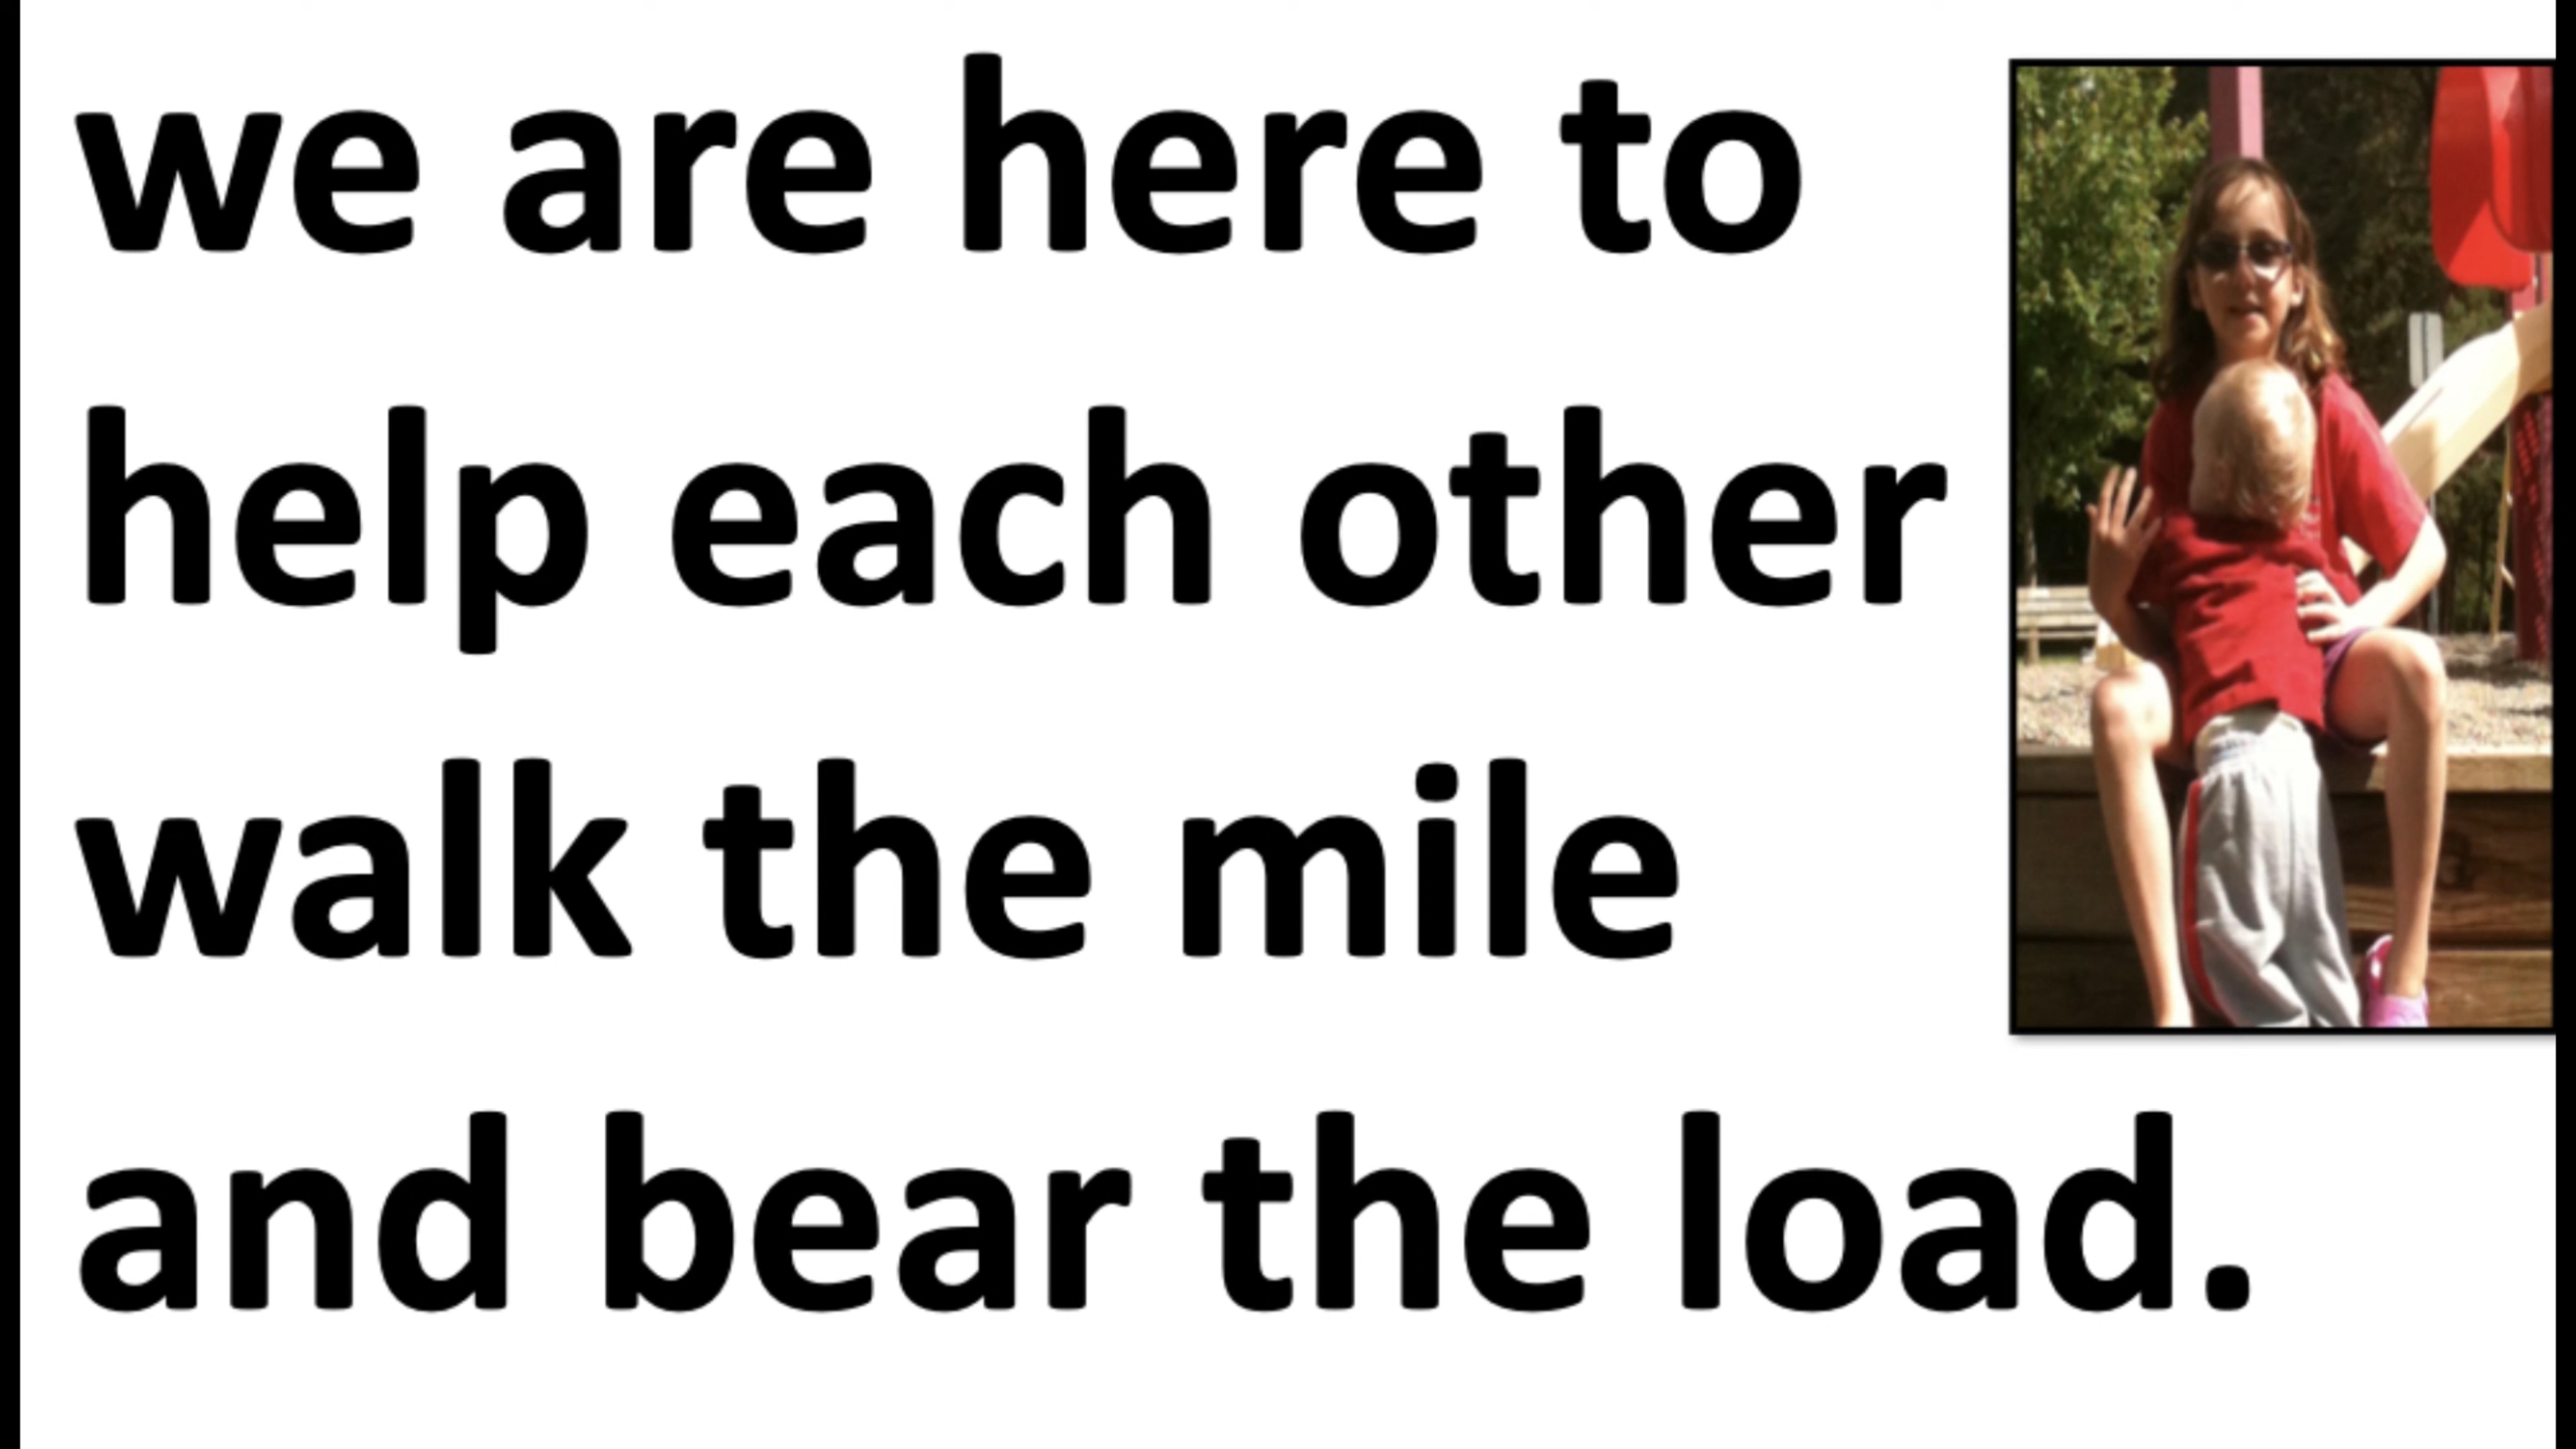 we are here to
help each other
walk the mile
and bear the load.